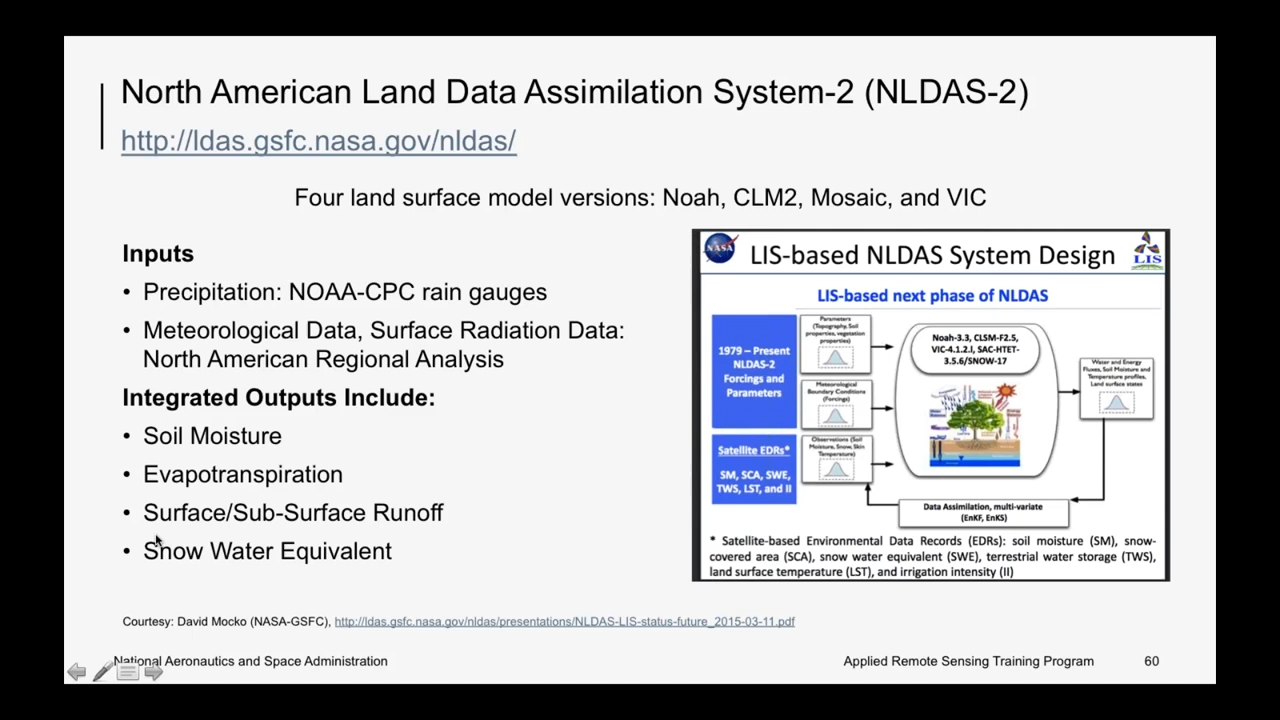 North American Land Data Assimilation System-2 (NLDAS-2)
http://ldas.gsfc.nasa.gov/nldas/
Four land surface model versions: Noah, CLM2, Mosaic, and VIC
Inputs
• Precipitation: NOAA-CPC rain gauges
• Meteorological Data, Surface Radiation Data:
North American Regional Analysis
Integrated Outputs Include:
• Soil Moisture
• Evapotranspiration
• Surface/Sub-Surface Runoff
• Snow Water Equivalent
NASA
LIS-based NLDAS System Design
LIS
LIS-based next phase of NLDAS
1979 – Present
NLDAS-2
Forcings and
Parameters
Satellite EDRs*
SM, SCA, SWE,
TWS, LST, and II
Parameters
(Topography, Soil
properties, vegetation
properties)
Meteorological
Boundary Conditions
(Forcings)
Observations (Soil
Moisture, Snow, Skin
Temperature)
Noah-3.3, CLSM-F2.5,
VIC-4.1.2.l, SAC-HTET-
3.5.6/SNOW-17
Water and Energy
Fluxes, Soil Moisture and
Temperature profiles,
Land surface states
Data Assimilation, multi-variate
(EnKF, EnKS)
* Satellite-based Environmental Data Records (EDRs): soil moisture (SM), snow-
covered area (SCA), snow water equivalent (SWE), terrestrial water storage (TWS),
land surface temperature (LST), and irrigation intensity (II)
Courtesy: David Mocko (NASA-GSFC), http://ldas.gsfc.nasa.gov/nldas/presentations/NLDAS-LIS-status-future_2015-03-11.pdf
National Aeronautics and Space Administration
Applied Remote Sensing Training Program
60